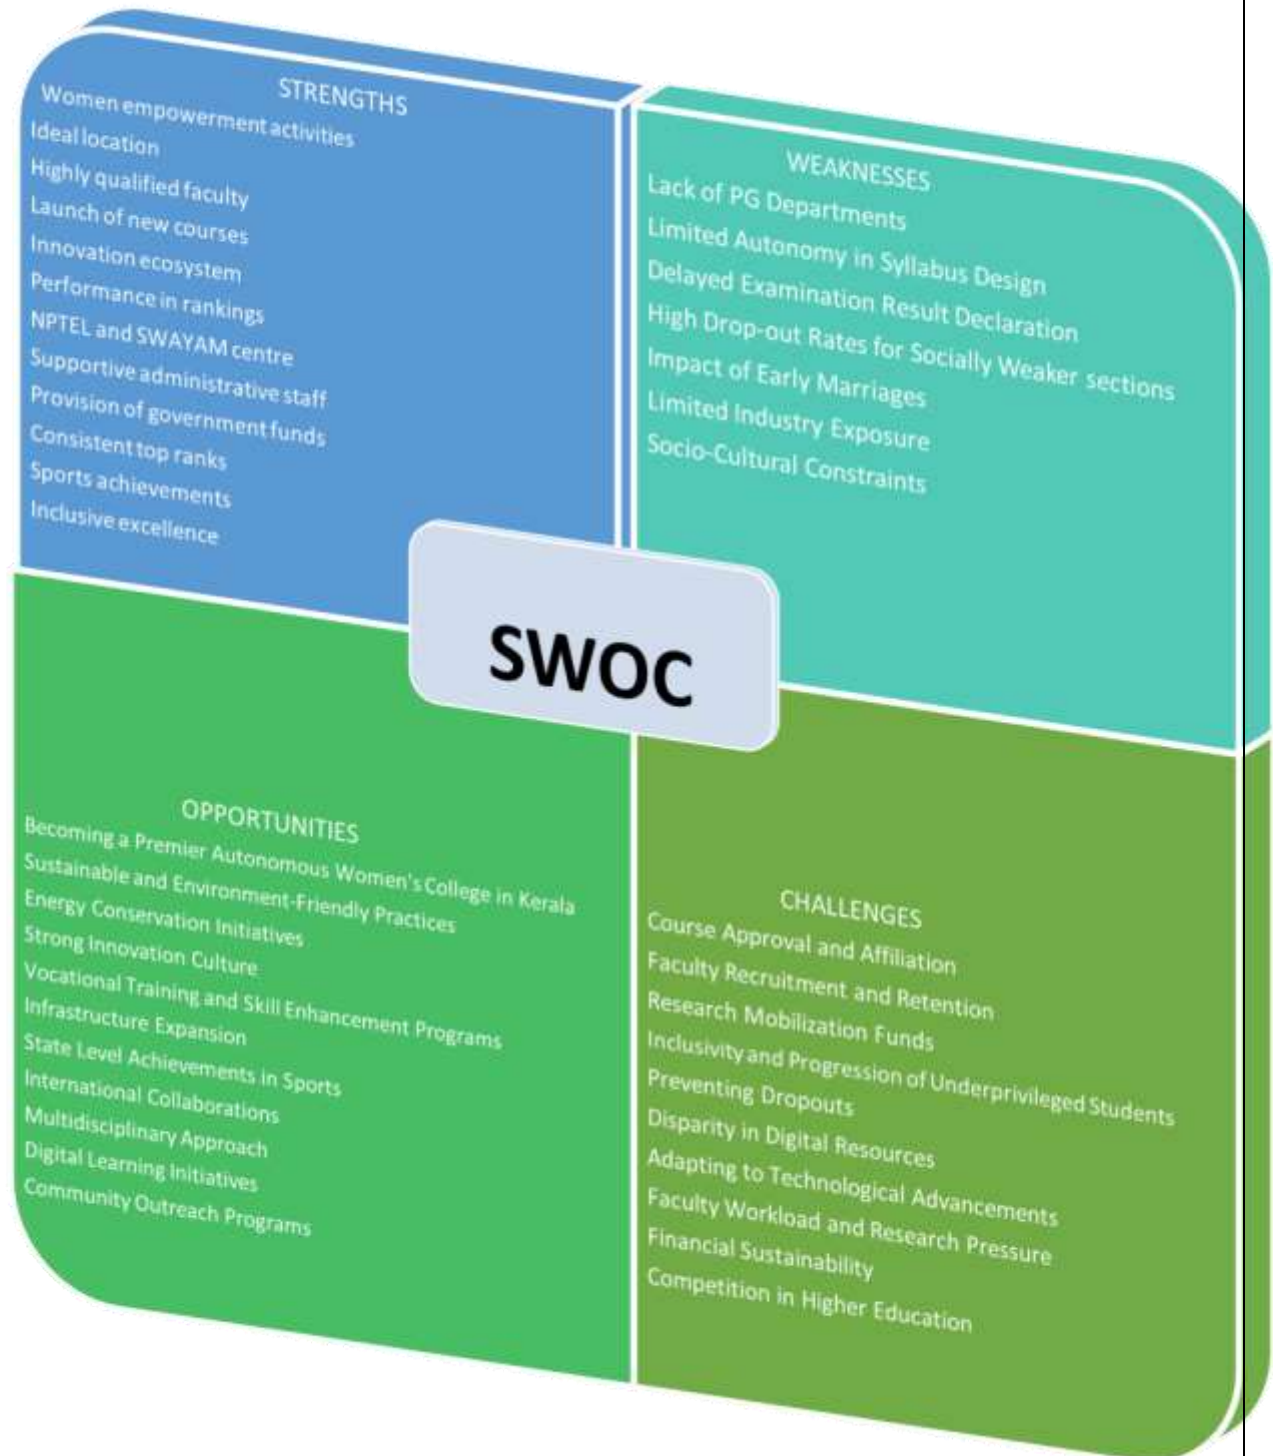 STRENGTHS
Women empowerment activities
Ideal location
Highly qualified faculty
Launch of new courses
Innovation ecosystem
Performance in rankings
NPTEL and SWAYAM centre
Supportive administrative staff
Provision of government funds
Consistent top ranks
Sports achievements
Inclusive excellence
WEAKNESSES
Lack of PG Departments
Limited Autonomy in Syllabus Design
Delayed Examination Result Declaration
High Drop-out Rates for Socially Weaker sections
Impact of Early Marriages
Limited Industry Exposure
Socio-Cultural Constraints
SWOC
OPPORTUNITIES
Becoming a Premier Autonomous Women's College in Kerala
Sustainable and Environment-Friendly Practices
Energy Conservation Initiatives
Strong Innovation Culture
Vocational Training and Skill Enhancement Programs
Infrastructure Expansion
State Level Achievements in Sports
International Collaborations
Multidisciplinary Approach
Digital Learning Initiatives
Community Outreach Programs
CHALLENGES
Course Approval and Affiliation
Faculty Recruitment and Retention
Research Mobilization Funds
Inclusivity and Progression of Underprivileged Students
Preventing Dropouts
Disparity in Digital Resources
Adapting to Technological Advancements
Faculty Workload and Research Pressure
Financial Sustainability
Competition in Higher Education